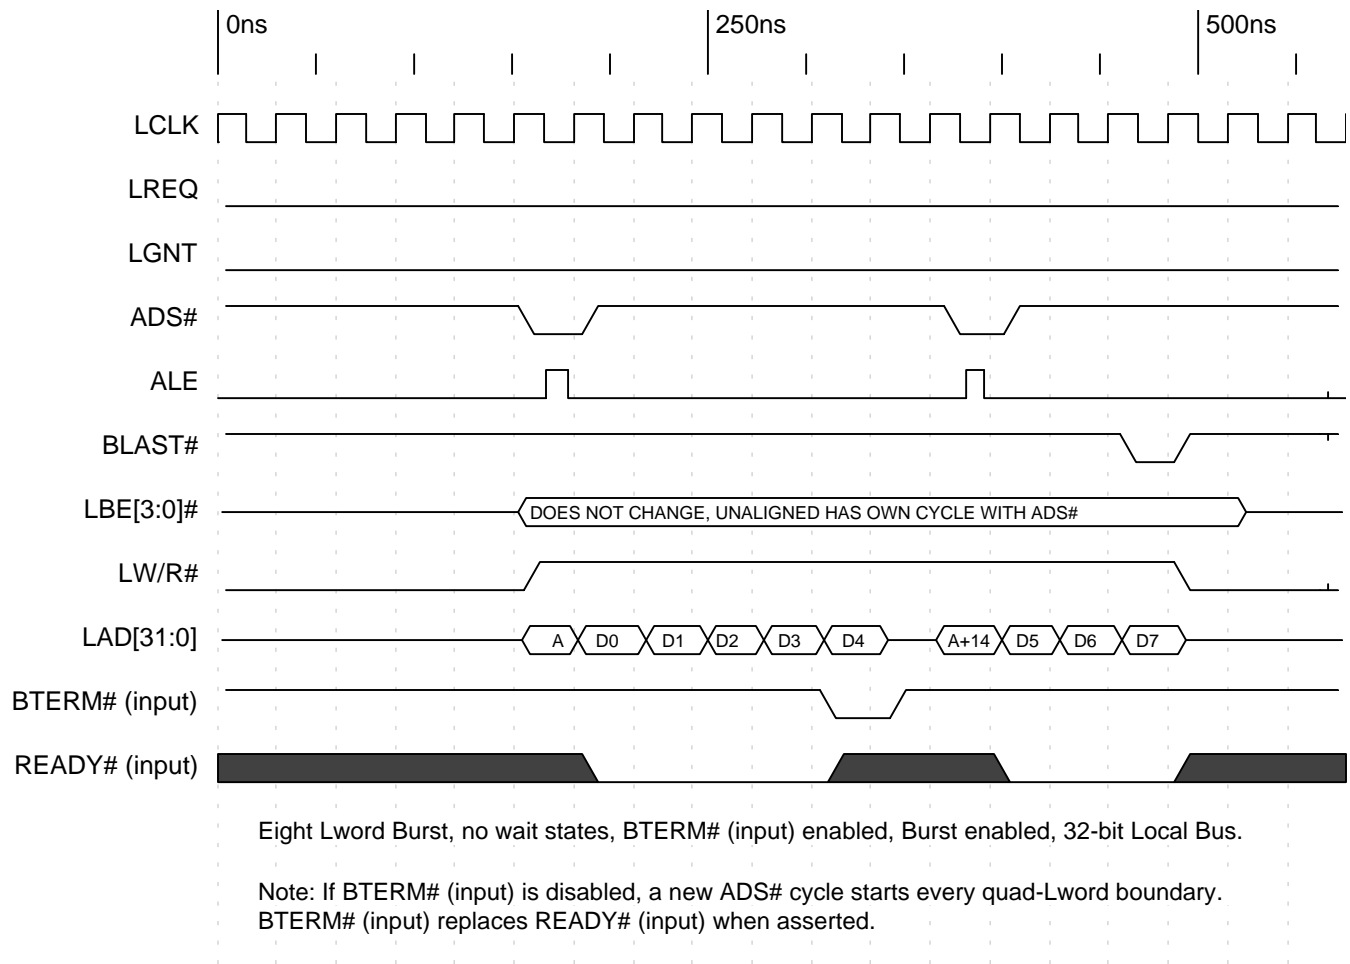 0ns 250ns 500ns
LCLK
LREQ
LGNT
ADS#
ALE
BLAST#
LBE[3:0]# DOES NOT CHANGE, UNALIGNED HAS OWN CYCLE WITH ADS#
LW/R#
LAD[31:0] A D0 D1 D2 D3 D4 A+14 D5 D6 D7
BTERM# (input)
READY# (input)
Eight Lword Burst, no wait states, BTERM# (input) enabled, Burst enabled, 32-bit Local Bus.
Note: If BTERM# (input) is disabled, a new ADS# cycle starts every quad-Lword boundary.
BTERM# (input) replaces READY# (input) when asserted.